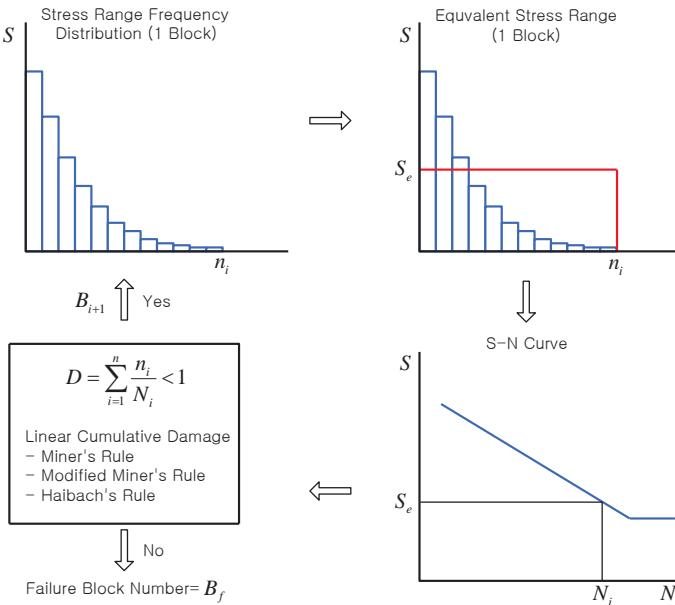 Stress Range Frequency
Distribution (1 Block)
S
n_i
Equvalent Stress Range
(1 Block)
S
S_e
n_i
B_{i+1} Yes
S-N Curve
S
S_e
N_i N
D = \sum_{i=1}^{n} \frac{n_i}{N_i} < 1
Linear Cumulative Damage
- Miner's Rule
- Modified Miner's Rule
- Haibach's Rule
No
Failure Block Number= B_f